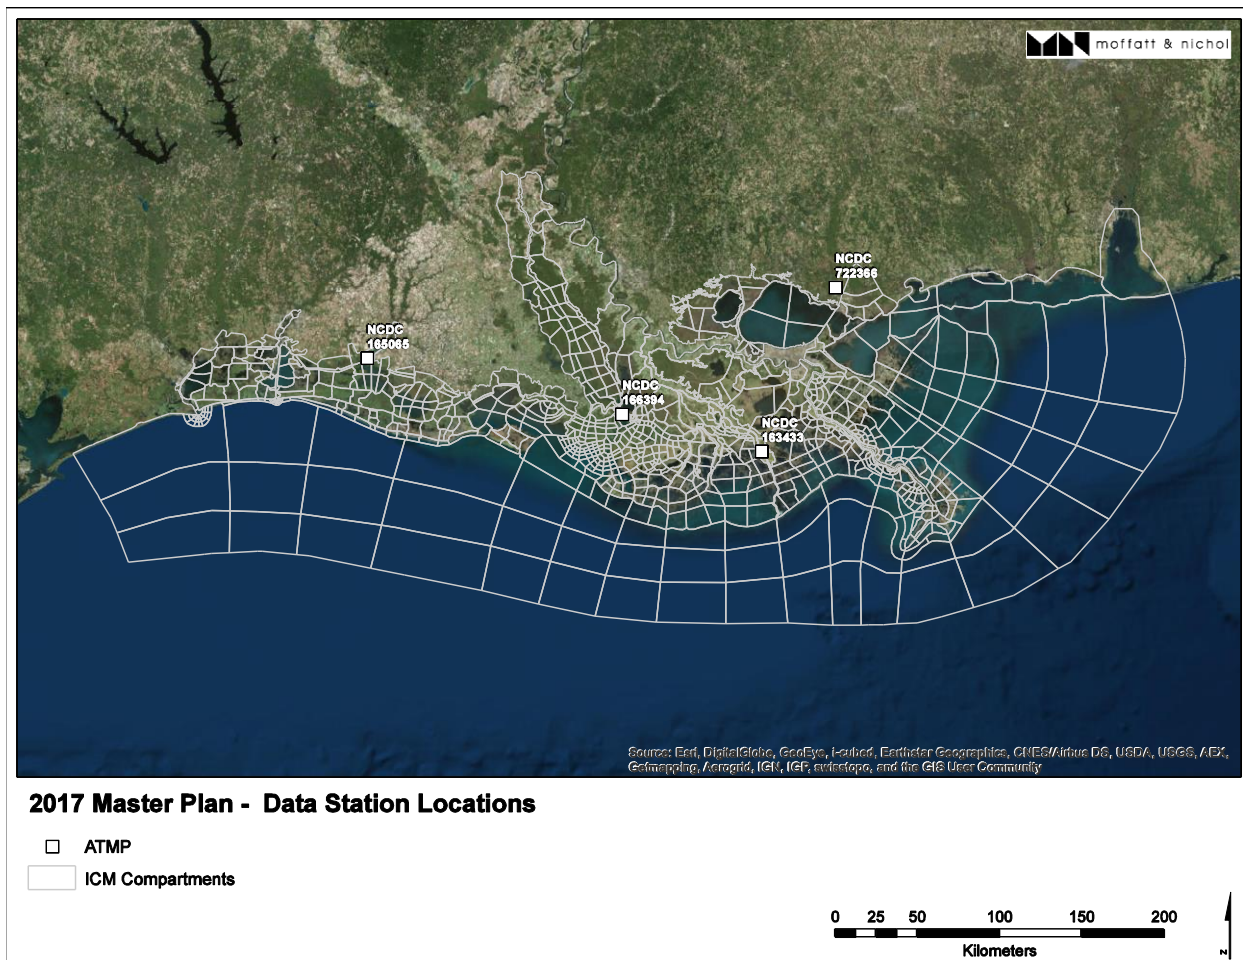 moffatt & nichol
NCDC
722366
NCDC
165065
NCDC
166394
NCDC
163433
Source: Esri, DigitalGlobe, GeoEye, i-cubed, Earthstar Geographics, CNES/Airbus DS, USDA, USGS, AEX,
Getmapping, Aerogrid, IGN, IGP, swisstopo, and the GIS User Community
2017 Master Plan - Data Station Locations
ATMP
ICM Compartments
0 25 50 100 150 200
Kilometers
N